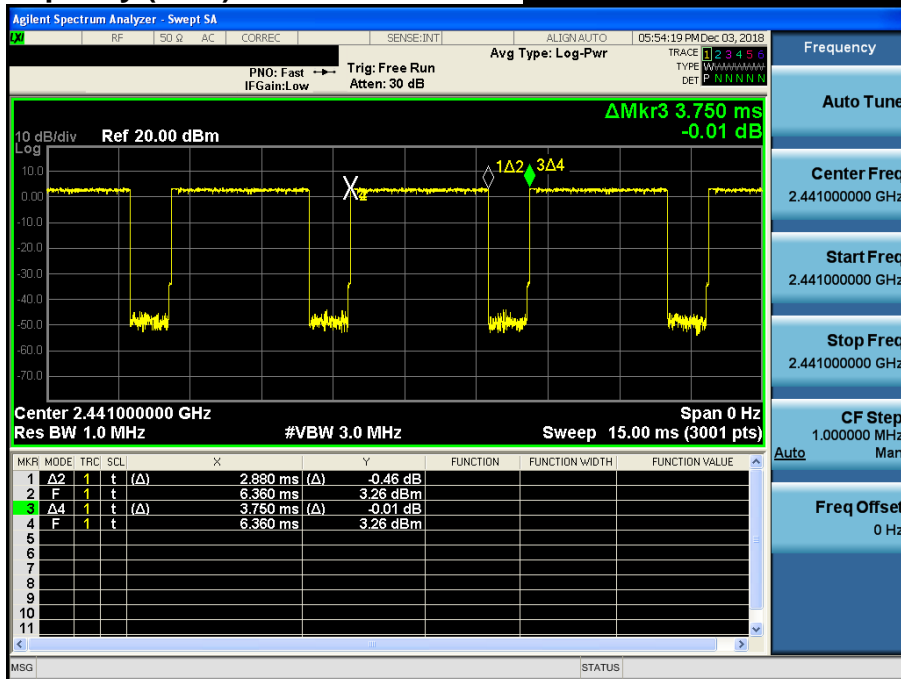 Agilent Spectrum Analyzer - Swept SA
LXI RF 50 Ω AC CORREC SENSE:INT ALIGNAUTO 05:54:19 PM Dec 03, 2018
Avg Type: Log-Pwr TRACE 1 2 3 4 5 6
PNO: Fast Trig: Free Run TYPE WWWWWW
IFGain:Low Atten: 30 dB DET P N N N N N
ΔMkr3 3.750 ms
10 dB/div Ref 20.00 dBm -0.01 dB
Log
10.0
0.00
-10.0
-20.0
-30.0
-40.0
-50.0
-60.0
-70.0
1Δ2 3Δ4
X
Center 2.441000000 GHz Span 0 Hz
Res BW 1.0 MHz #VBW 3.0 MHz Sweep 15.00 ms (3001 pts)
MKR MODE TRC SCL X Y FUNCTION FUNCTION WIDTH FUNCTION VALUE
1 Δ2 1 t (Δ) 2.880 ms (Δ) -0.46 dB
2 F 1 t 6.360 ms 3.26 dBm
3 Δ4 1 t (Δ) 3.750 ms (Δ) -0.01 dB
4 F 1 t 6.360 ms 3.26 dBm
5
6
7
8
9
10
11
MSG STATUS
Frequency
Auto Tune
Center Freq
2.441000000 GHz
Start Freq
2.441000000 GHz
Stop Freq
2.441000000 GHz
CF Step
1.000000 MHz
Auto Man
Freq Offset
0 Hz